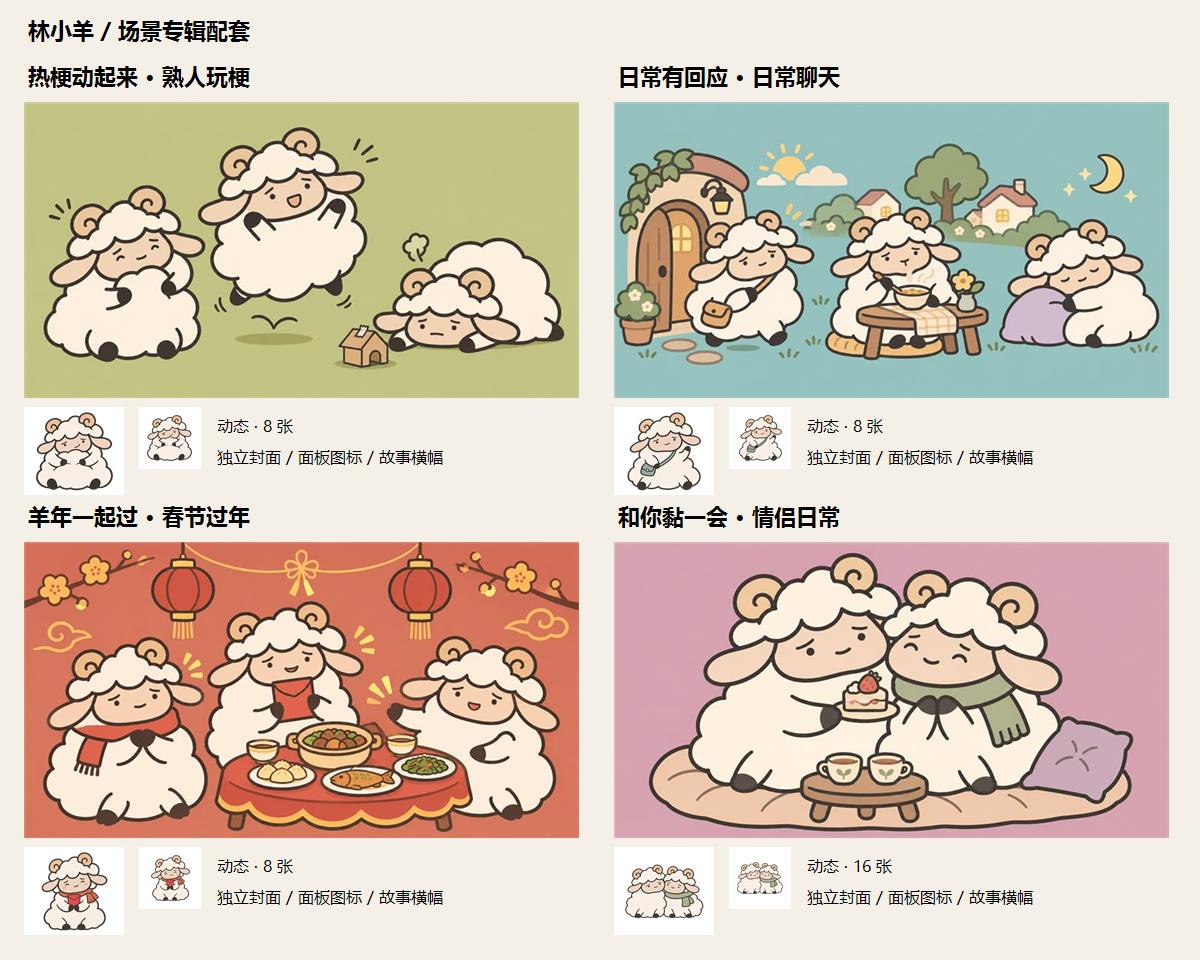 林小羊 / 场景专辑配套
热梗动起来 · 熟人玩梗
日常有回应 · 日常聊天
动态 · 8 张
独立封面 / 面板图标 / 故事横幅
动态 · 8 张
独立封面 / 面板图标 / 故事横幅
羊年一起过 · 春节过年
和你黏一会 · 情侣日常
动态 · 8 张
独立封面 / 面板图标 / 故事横幅
动态 · 16 张
独立封面 / 面板图标 / 故事横幅